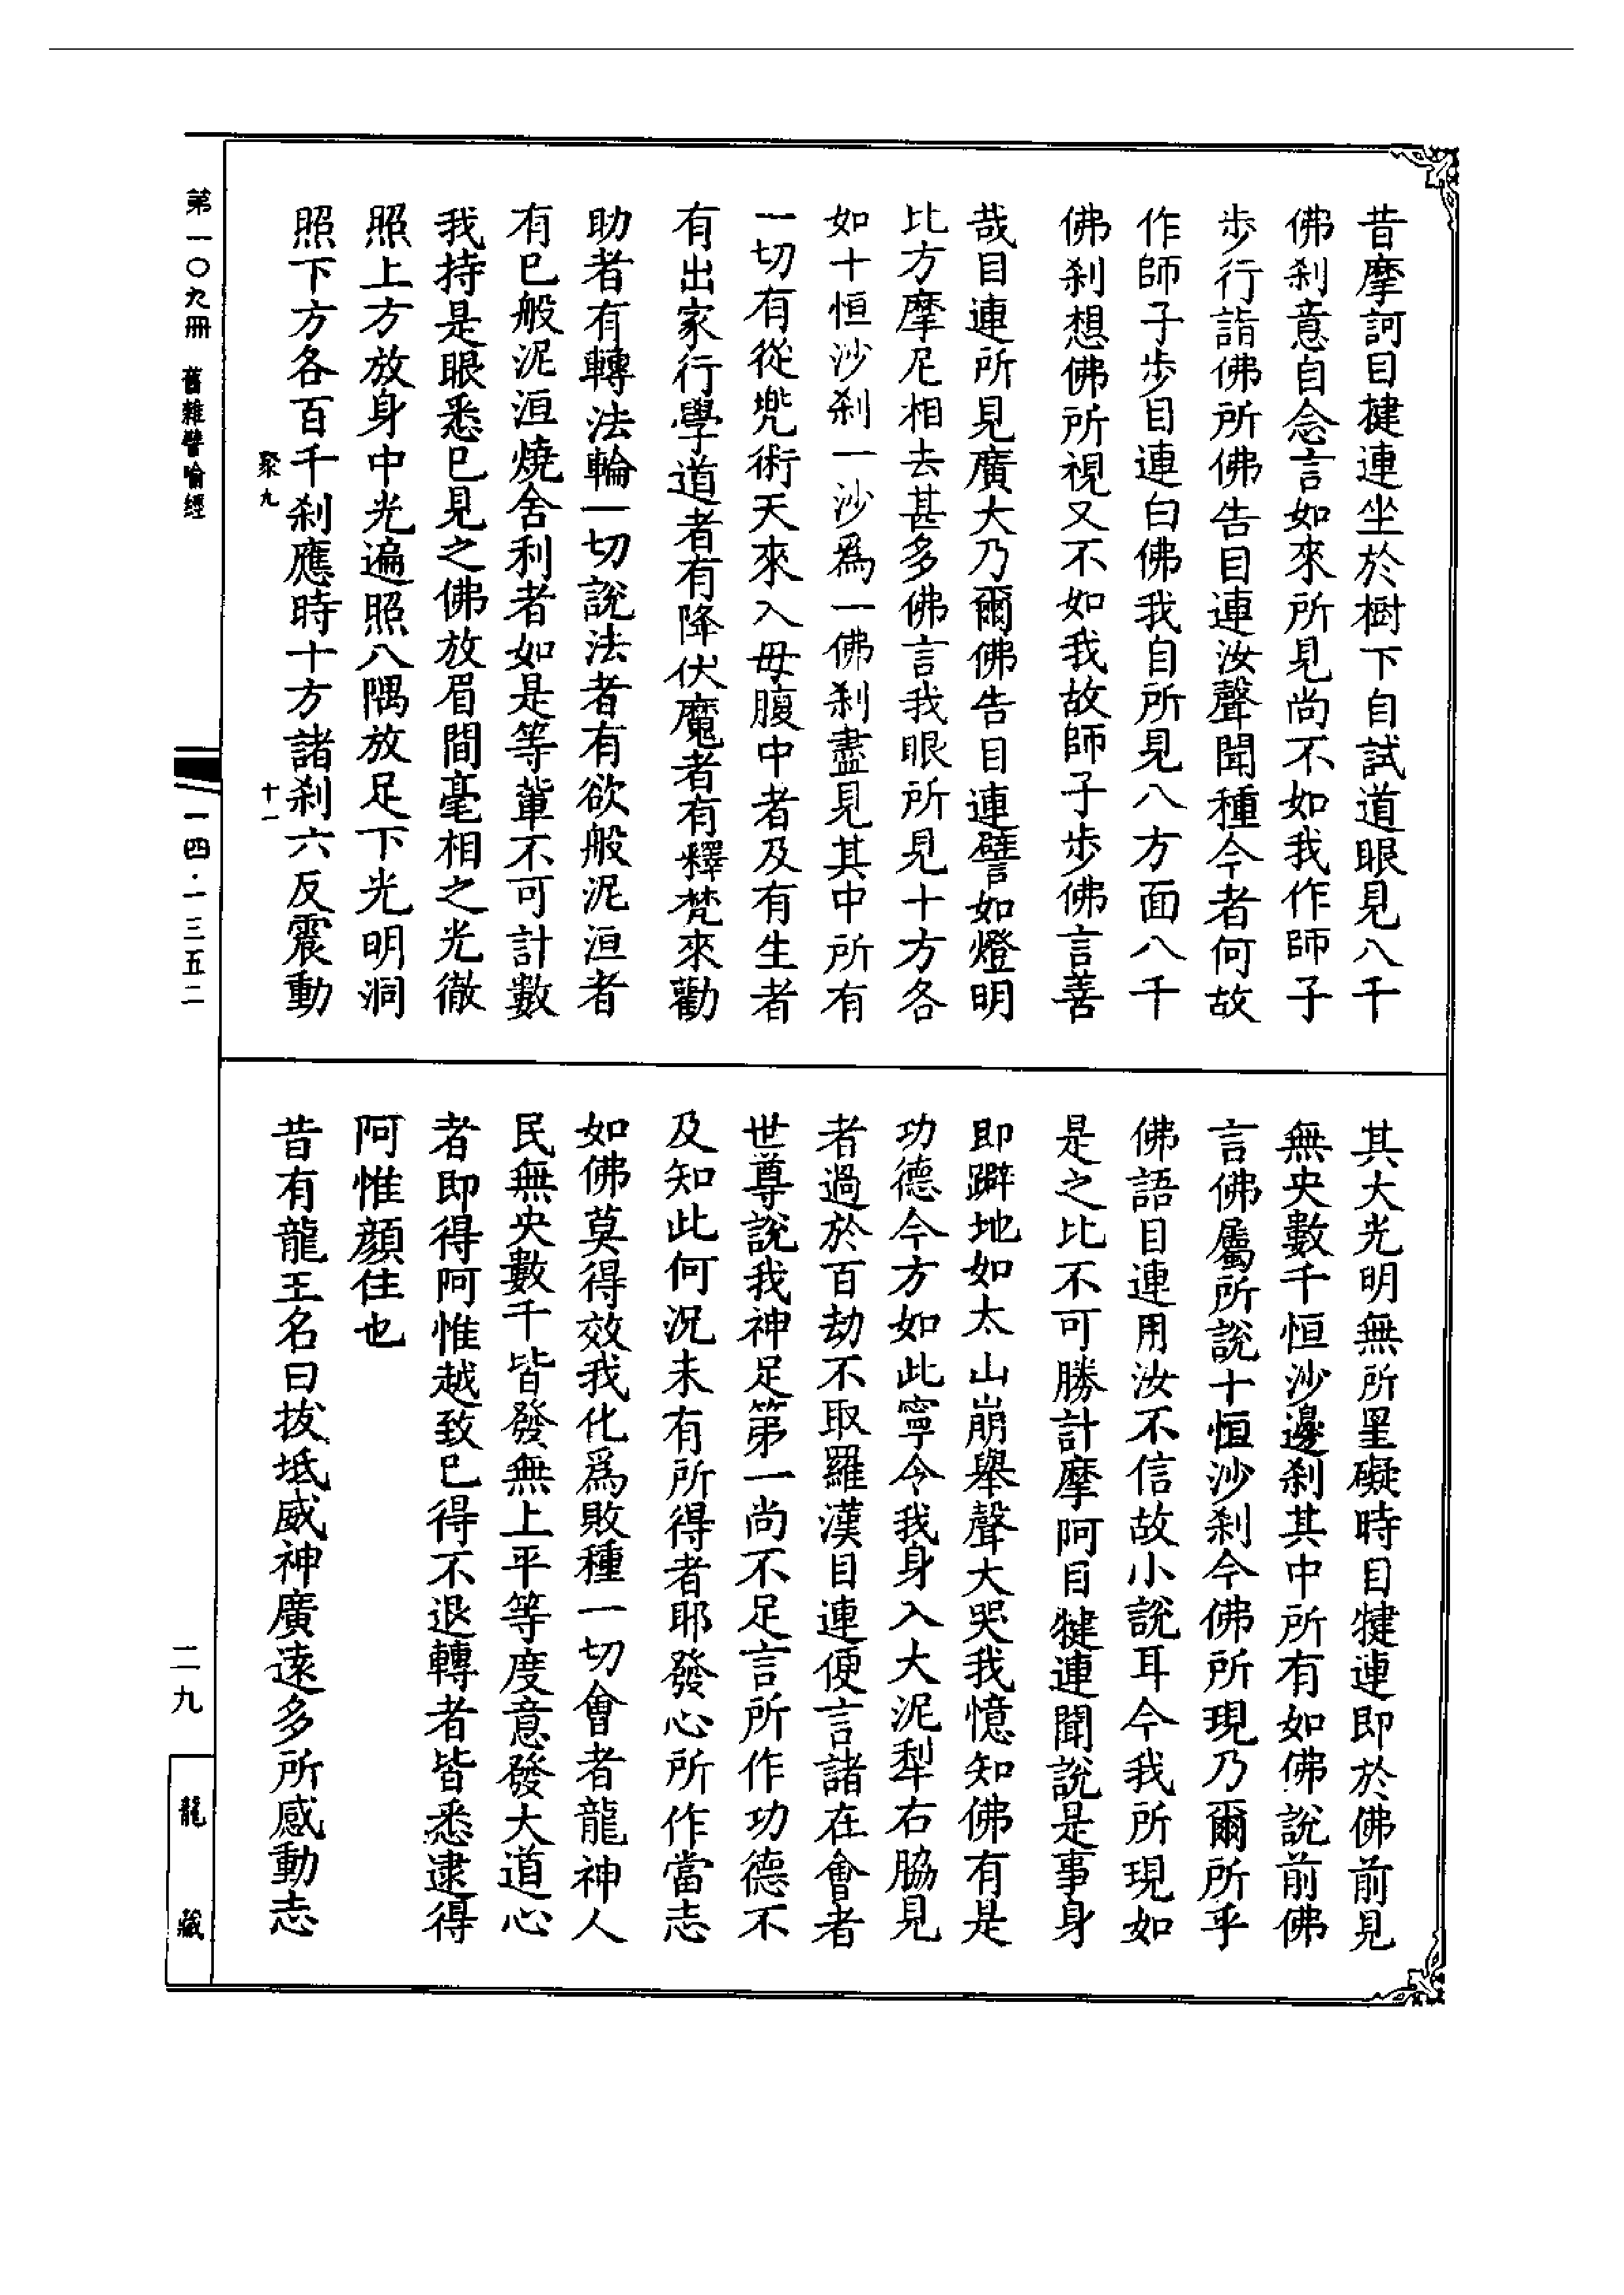 昔摩訶目揵連坐於樹下自試道眼見八千
佛刹意自念言如來所見尚不如我作師子
步行詣佛所佛告目連汝聲聞種今者何故
作師子步目連白佛我自所見八方面八千
佛刹想佛所視又不如我故師子步佛言善
哉目連所見廣大乃爾佛告目連譬如燈明
比方摩尼相去甚多佛言我眼所見十方各
如十恒沙刹一沙爲一佛刹盡見其中所有
一切有從兠術天來入母腹中者及有生者
有出家行學道者有降伏魔者有釋梵來勸
助者有轉法輪一切說法者有欲般泥洹者
有已般泥洹燒舍利者如是等軰不可計數
我持是眼悉已見之佛放眉間毫相之光徹
照上方放身中光遍照八隅放足下光明洞
照下方各百千刹應時十方諸刹六反震動
其大光明無所罣礙時目犍連即於佛前見
無央數千恒沙邊刹其中所有如佛說前佛
言佛屬所說十恒沙刹今佛所現乃爾所乎
佛語目連用汝不信故小說耳今我所現如
是之比不可勝計摩阿目犍連聞說是事身
即躃地如太山崩舉聲大哭我憶知佛有是
功德今方如此寧令我身入大泥犁右脇見
者過於百劫不取羅漢目連便言諸在會者
世尊說我神足第一尚不足言所作功德不
及知此何況未有所得者耶發心所作當志
如佛莫得效我化爲敗種一切會者龍神人
民無央數千皆發無上平等度意發大道心
者即得阿惟越致已得不退轉者皆悉逮得
阿惟顔住也
昔有龍王名曰拔坻威神廣遠多所感動志
聚九
十一
第一〇九冊 舊雜譬喻經
一四·一三五二
二九
龍藏